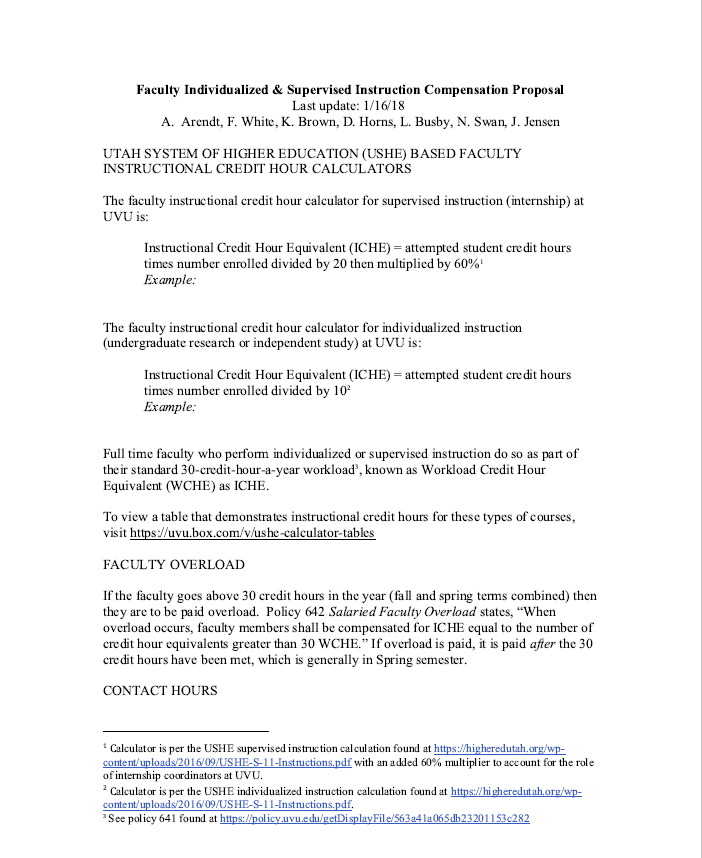 Faculty Individualized & Supervised Instruction Compensation Proposal
Last update: 1/16/18
A. Arendt, F. White, K. Brown, D. Horns, L. Busby, N. Swan, J. Jensen
UTAH SYSTEM OF HIGHER EDUCATION (USHE) BASED FACULTY
INSTRUCTIONAL CREDIT HOUR CALCULATORS
The faculty instructional credit hour calculator for supervised instruction (internship) at
UVU is:
Instructional Credit Hour Equivalent (ICHE) = attempted student credit hours
times number enrolled divided by 20 then multiplied by 60%¹
Example:
The faculty instructional credit hour calculator for individualized instruction
(undergraduate research or independent study) at UVU is:
Instructional Credit Hour Equivalent (ICHE) = attempted student credit hours
times number enrolled divided by 10²
Example:
Full time faculty who perform individualized or supervised instruction do so as part of
their standard 30-credit-hour-a-year workload³, known as Workload Credit Hour
Equivalent (WCHE) as ICHE.
To view a table that demonstrates instructional credit hours for these types of courses,
visit https://uvu.box.com/v/ushe-calculator-tables
FACULTY OVERLOAD
If the faculty goes above 30 credit hours in the year (fall and spring terms combined) then
they are to be paid overload. Policy 642 Salaried Faculty Overload states, “When
overload occurs, faculty members shall be compensated for ICHE equal to the number of
credit hour equivalents greater than 30 WCHE.” If overload is paid, it is paid after the 30
credit hours have been met, which is generally in Spring semester.
CONTACT HOURS
¹ Calculator is per the USHE supervised instruction calculation found at https://higheredutah.org/wp-
content/uploads/2016/09/USHE-S-11-Instructions.pdf with an added 60% multiplier to account for the role
of internship coordinators at UVU.
² Calculator is per the USHE individualized instruction calculation found at https://higheredutah.org/wp-
content/uploads/2016/09/USHE-S-11-Instructions.pdf.
³ See policy 641 found at https://policy.uvu.edu/getDisplayFile/563a41a065db23201153c282